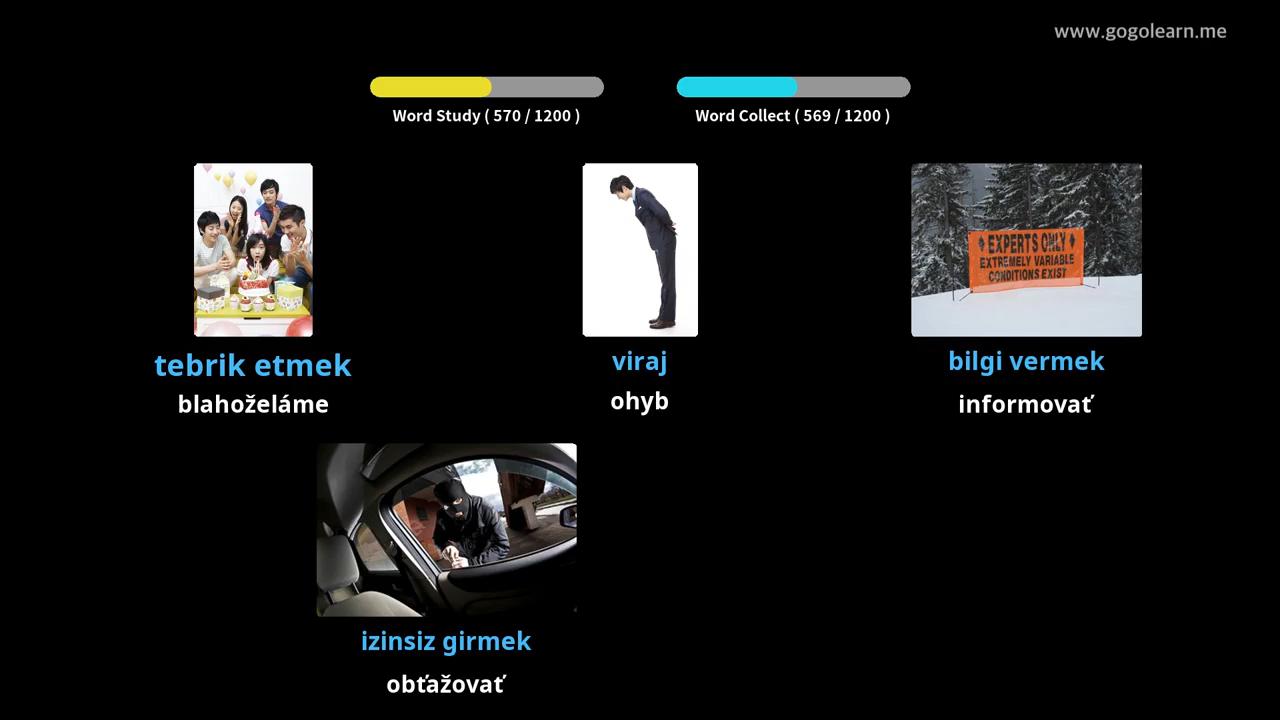 www.gogolearn.me
Word Study ( 570 / 1200 )
Word Collect ( 569 / 1200 )
EXPERTS ONLY
EXTREMELY VARIABLE
CONDITIONS EXIST
tebrik etmek
blahoželáme
viraj
ohyb
bilgi vermek
informovať
izinsiz girmek
obťažovať